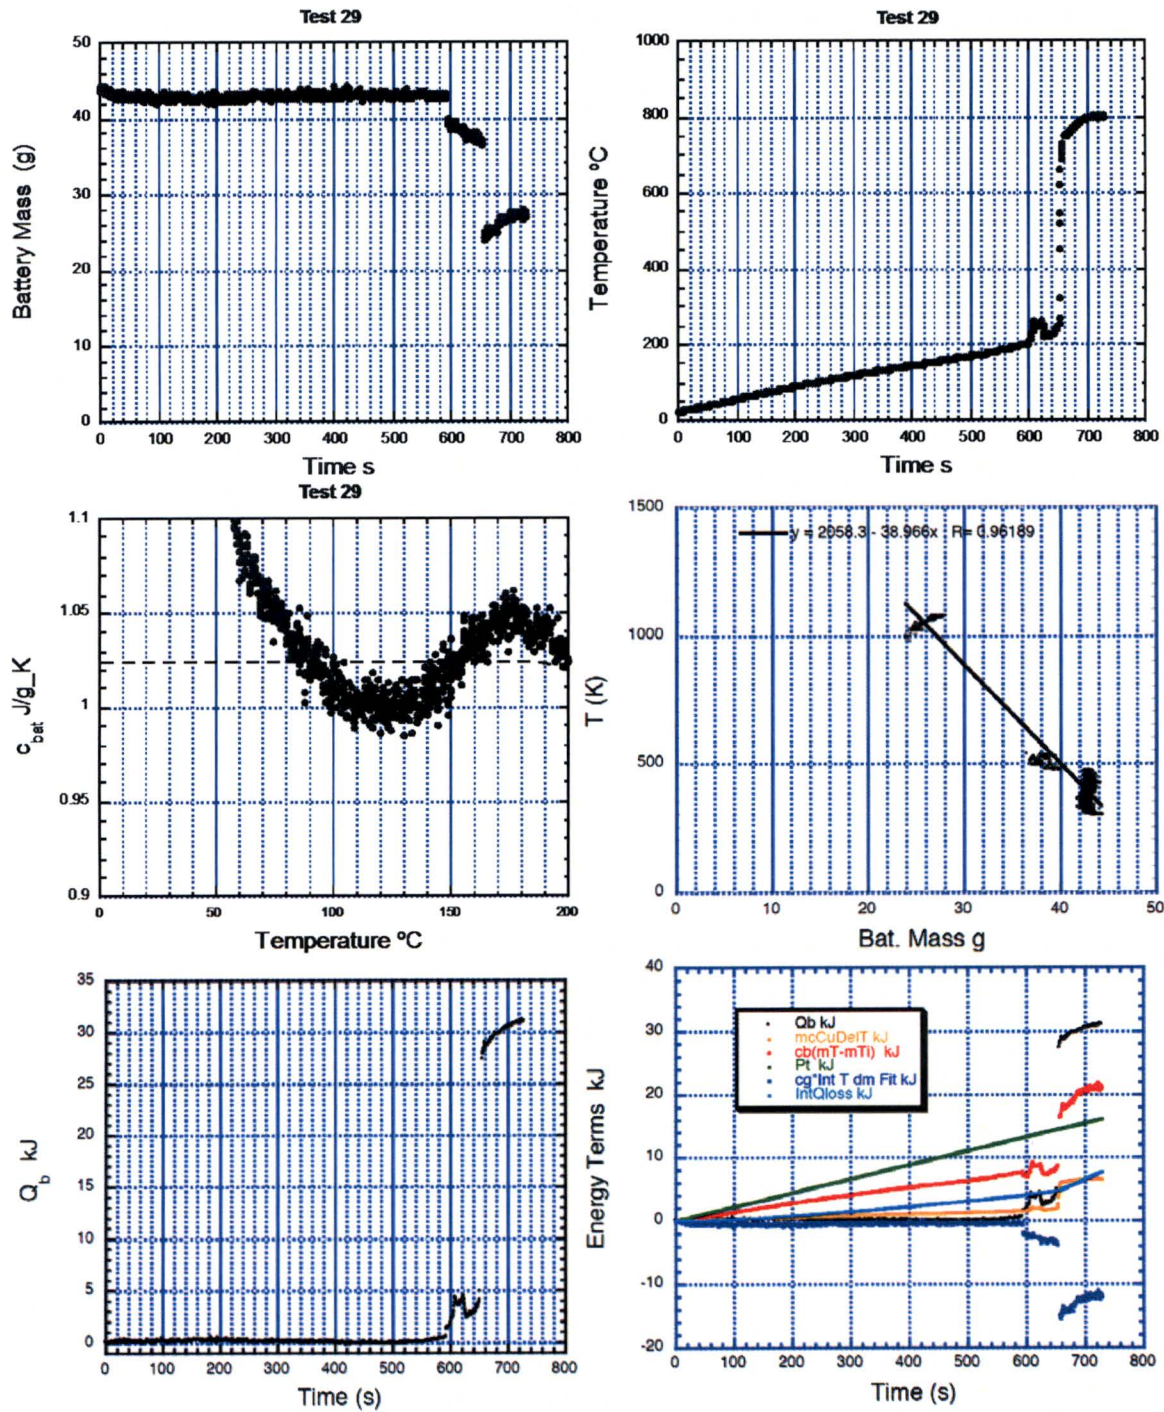 Test 29
50
40
30
20
10
0
Battery Mass (g)
0 100 200 300 400 500 600 700 800
Time s
Test 29
1000
800
600
400
200
0
Temperature ºC
0 100 200 300 400 500 600 700 800
Time s
Test 29
1.1
1.05
1
0.95
0.9
c_bat J/g_K
0 50 100 150 200
Temperature ºC
1500
1000
500
0
T (K)
y = 2058.3 - 38.966x R= 0.96189
0 10 20 30 40 50
Bat. Mass g
35
30
25
20
15
10
5
0
Q_b kJ
0 100 200 300 400 500 600 700 800
Time (s)
40
30
20
10
0
-10
-20
Energy Terms kJ
Qb kJ
mcCuDelT kJ
cb(mT-mTi) kJ
Pt kJ
cg*Int T dm Fit kJ
IntQloss kJ
0 100 200 300 400 500 600 700 800
Time (s)